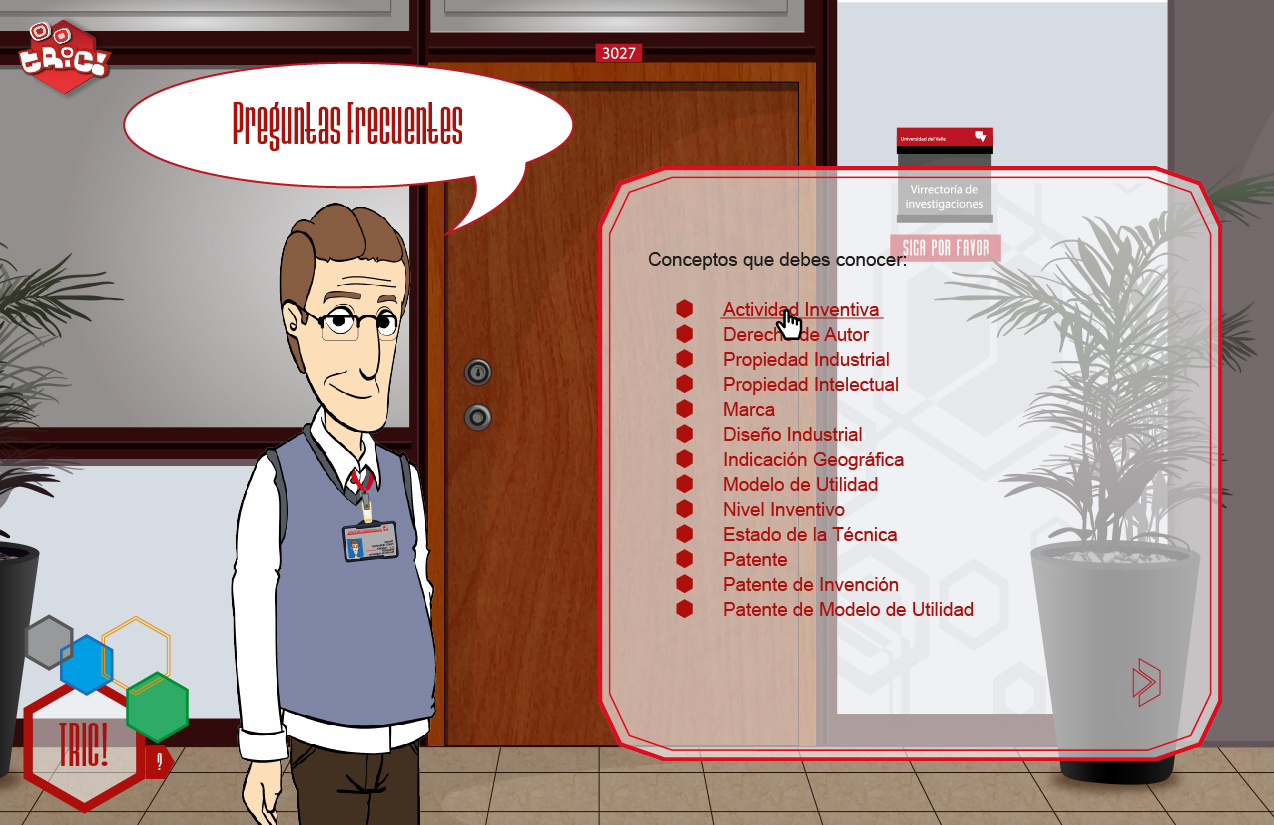 TRIC!
3027
Preguntas Frecuentes
Universidad del Valle
Virrectoría de
investigaciones
SIGA POR FAVOR
Conceptos que debes conocer:
Actividad Inventiva
Derecho de Autor
Propiedad Industrial
Propiedad Intelectual
Marca
Diseño Industrial
Indicación Geográfica
Modelo de Utilidad
Nivel Inventivo
Estado de la Técnica
Patente
Patente de Invención
Patente de Modelo de Utilidad
TRIC!
?